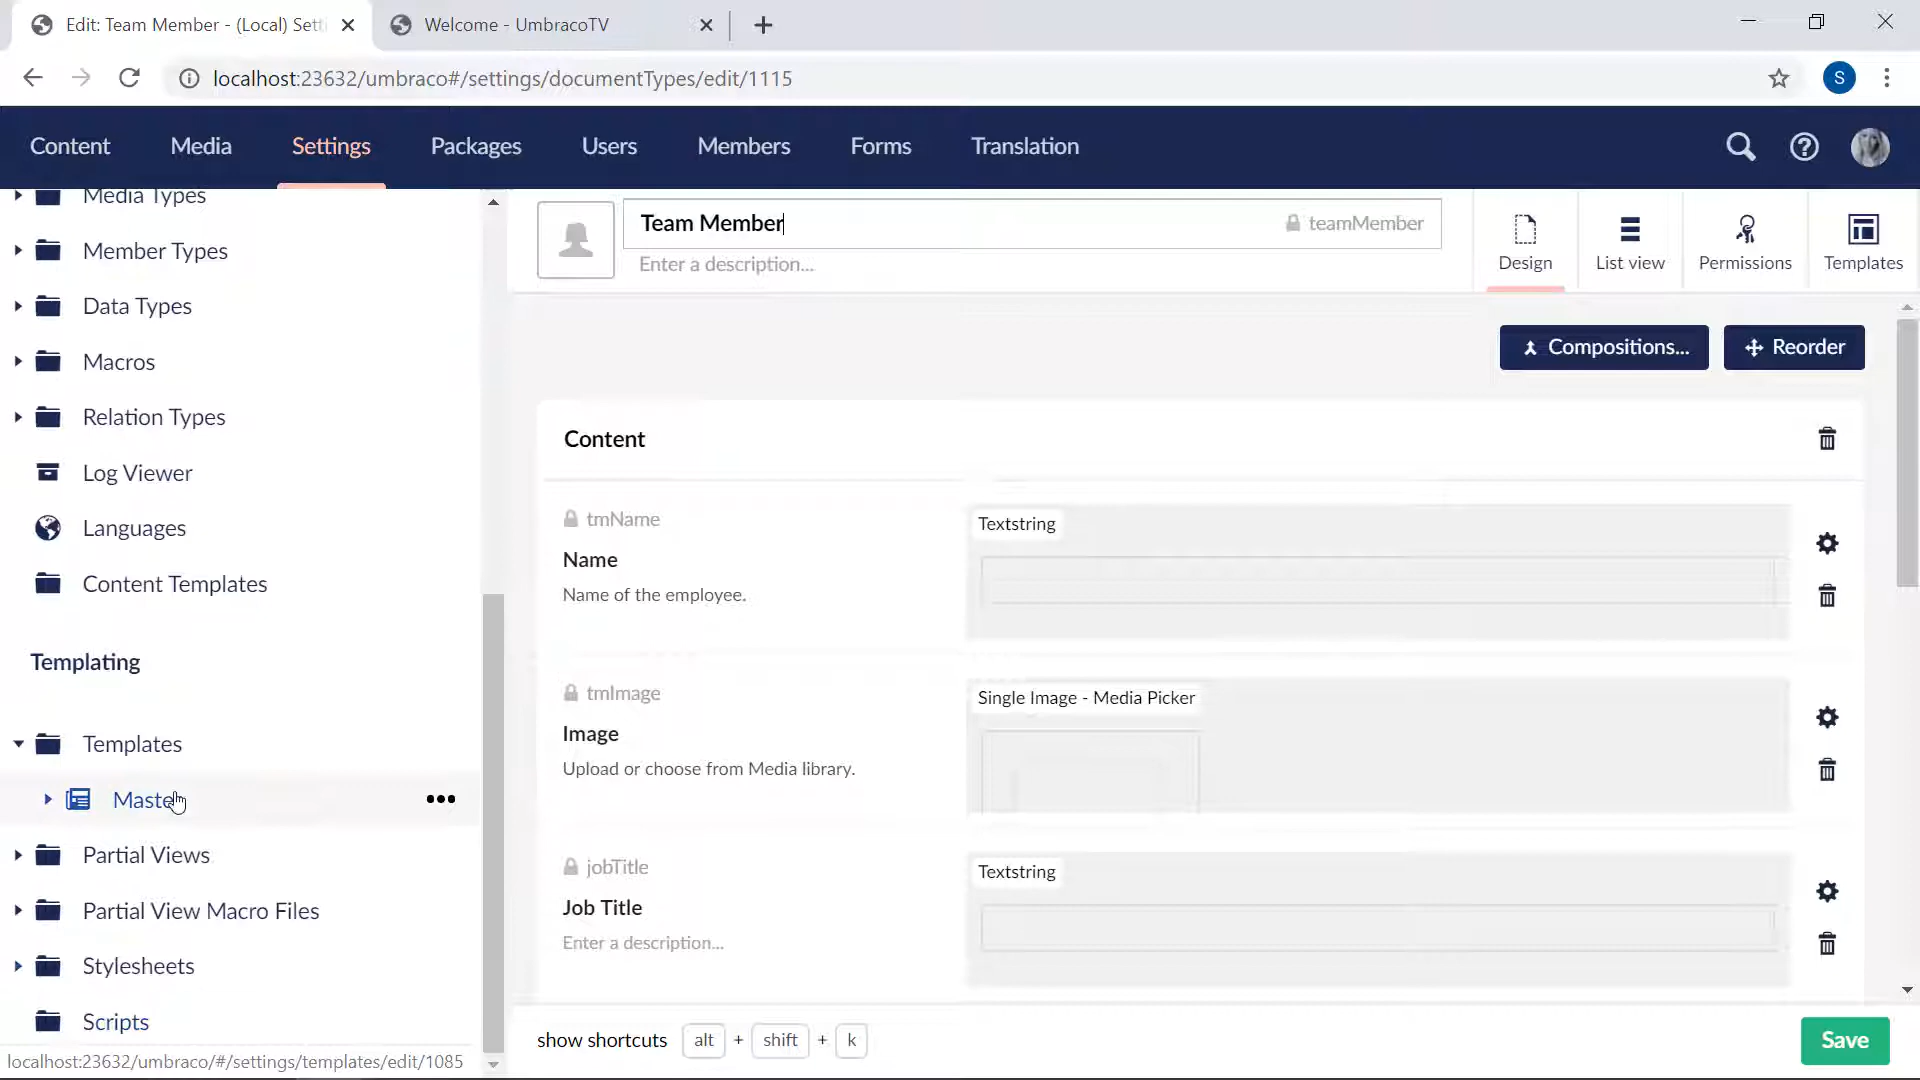 Edit: Team Member - (Local) Sett
Welcome - UmbracoTV
localhost:23632/umbraco#/settings/documentTypes/edit/1115
S
Content Media Settings Packages Users Members Forms Translation
Media Types
Member Types
Data Types
Macros
Relation Types
Log Viewer
Languages
Content Templates
Templating
Templates
Maste
Partial Views
Partial View Macro Files
Stylesheets
Scripts
localhost:23632/umbraco/#/settings/templates/edit/1085
Team Member
teamMember
Enter a description...
Design
List view
Permissions
Templates
Compositions...
Reorder
Content
tmName
Name
Name of the employee.
Textstring
tmImage
Image
Upload or choose from Media library.
Single Image - Media Picker
jobTitle
Job Title
Enter a description...
Textstring
show shortcuts alt + shift + k
Save